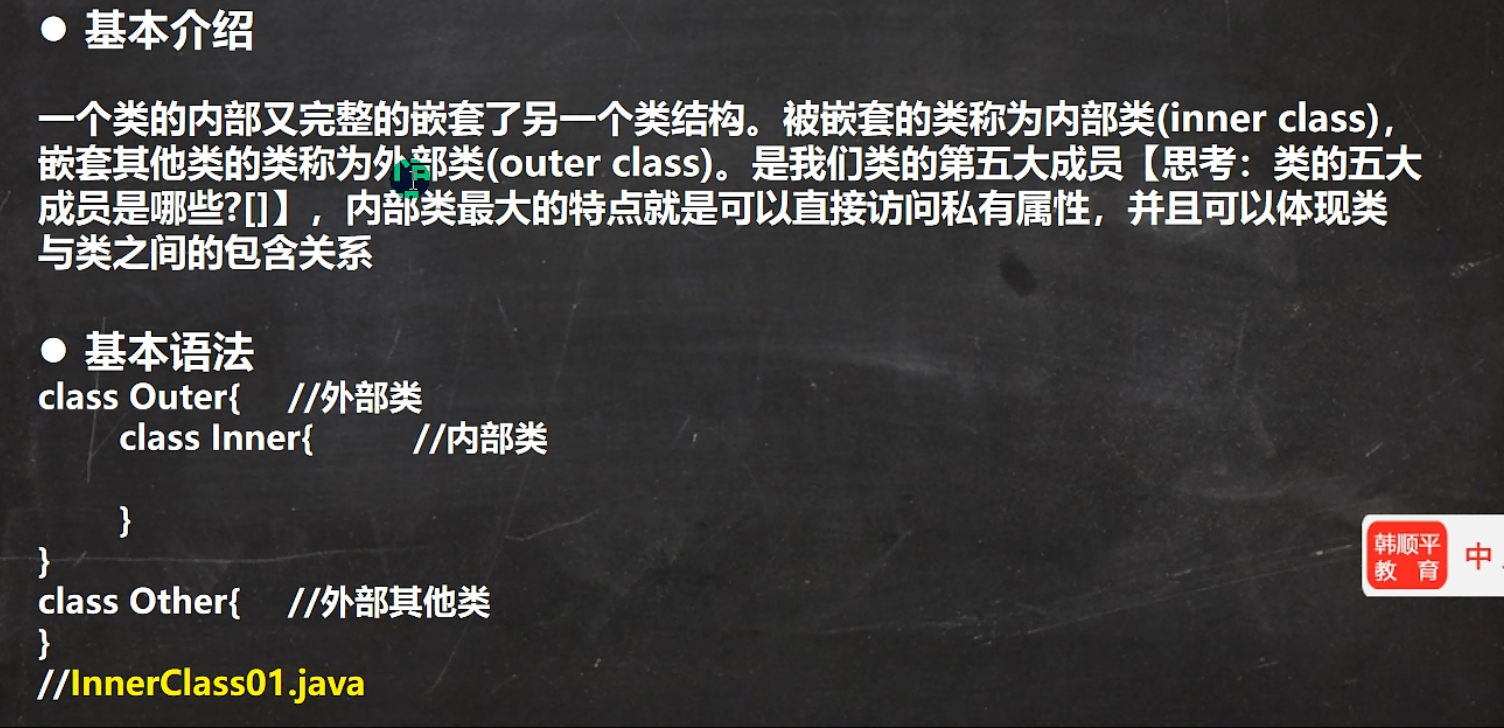 ● 基本介绍
一个类的内部又完整的嵌套了另一个类结构。被嵌套的类称为内部类(inner class)，
嵌套其他类的类称为外部类(outer class)。是我们类的第五大成员【思考：类的五大
成员是哪些?[]】，内部类最大的特点就是可以直接访问私有属性，并且可以体现类
与类之间的包含关系
● 基本语法
class Outer{ //外部类
class Inner{ //内部类
}
}
class Other{ //外部其他类
}
//InnerClass01.java
韩顺平
教 育
中